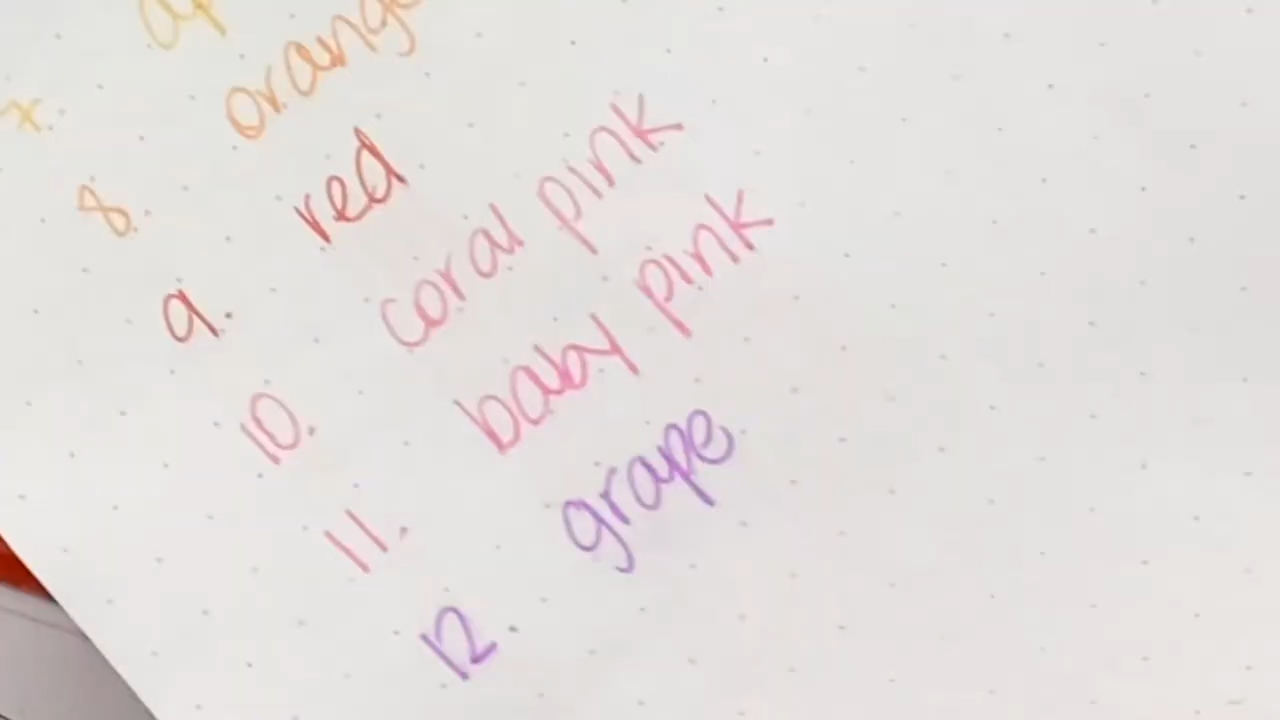 8. orange
9. red
10. coral pink
11. baby pink
12 grape